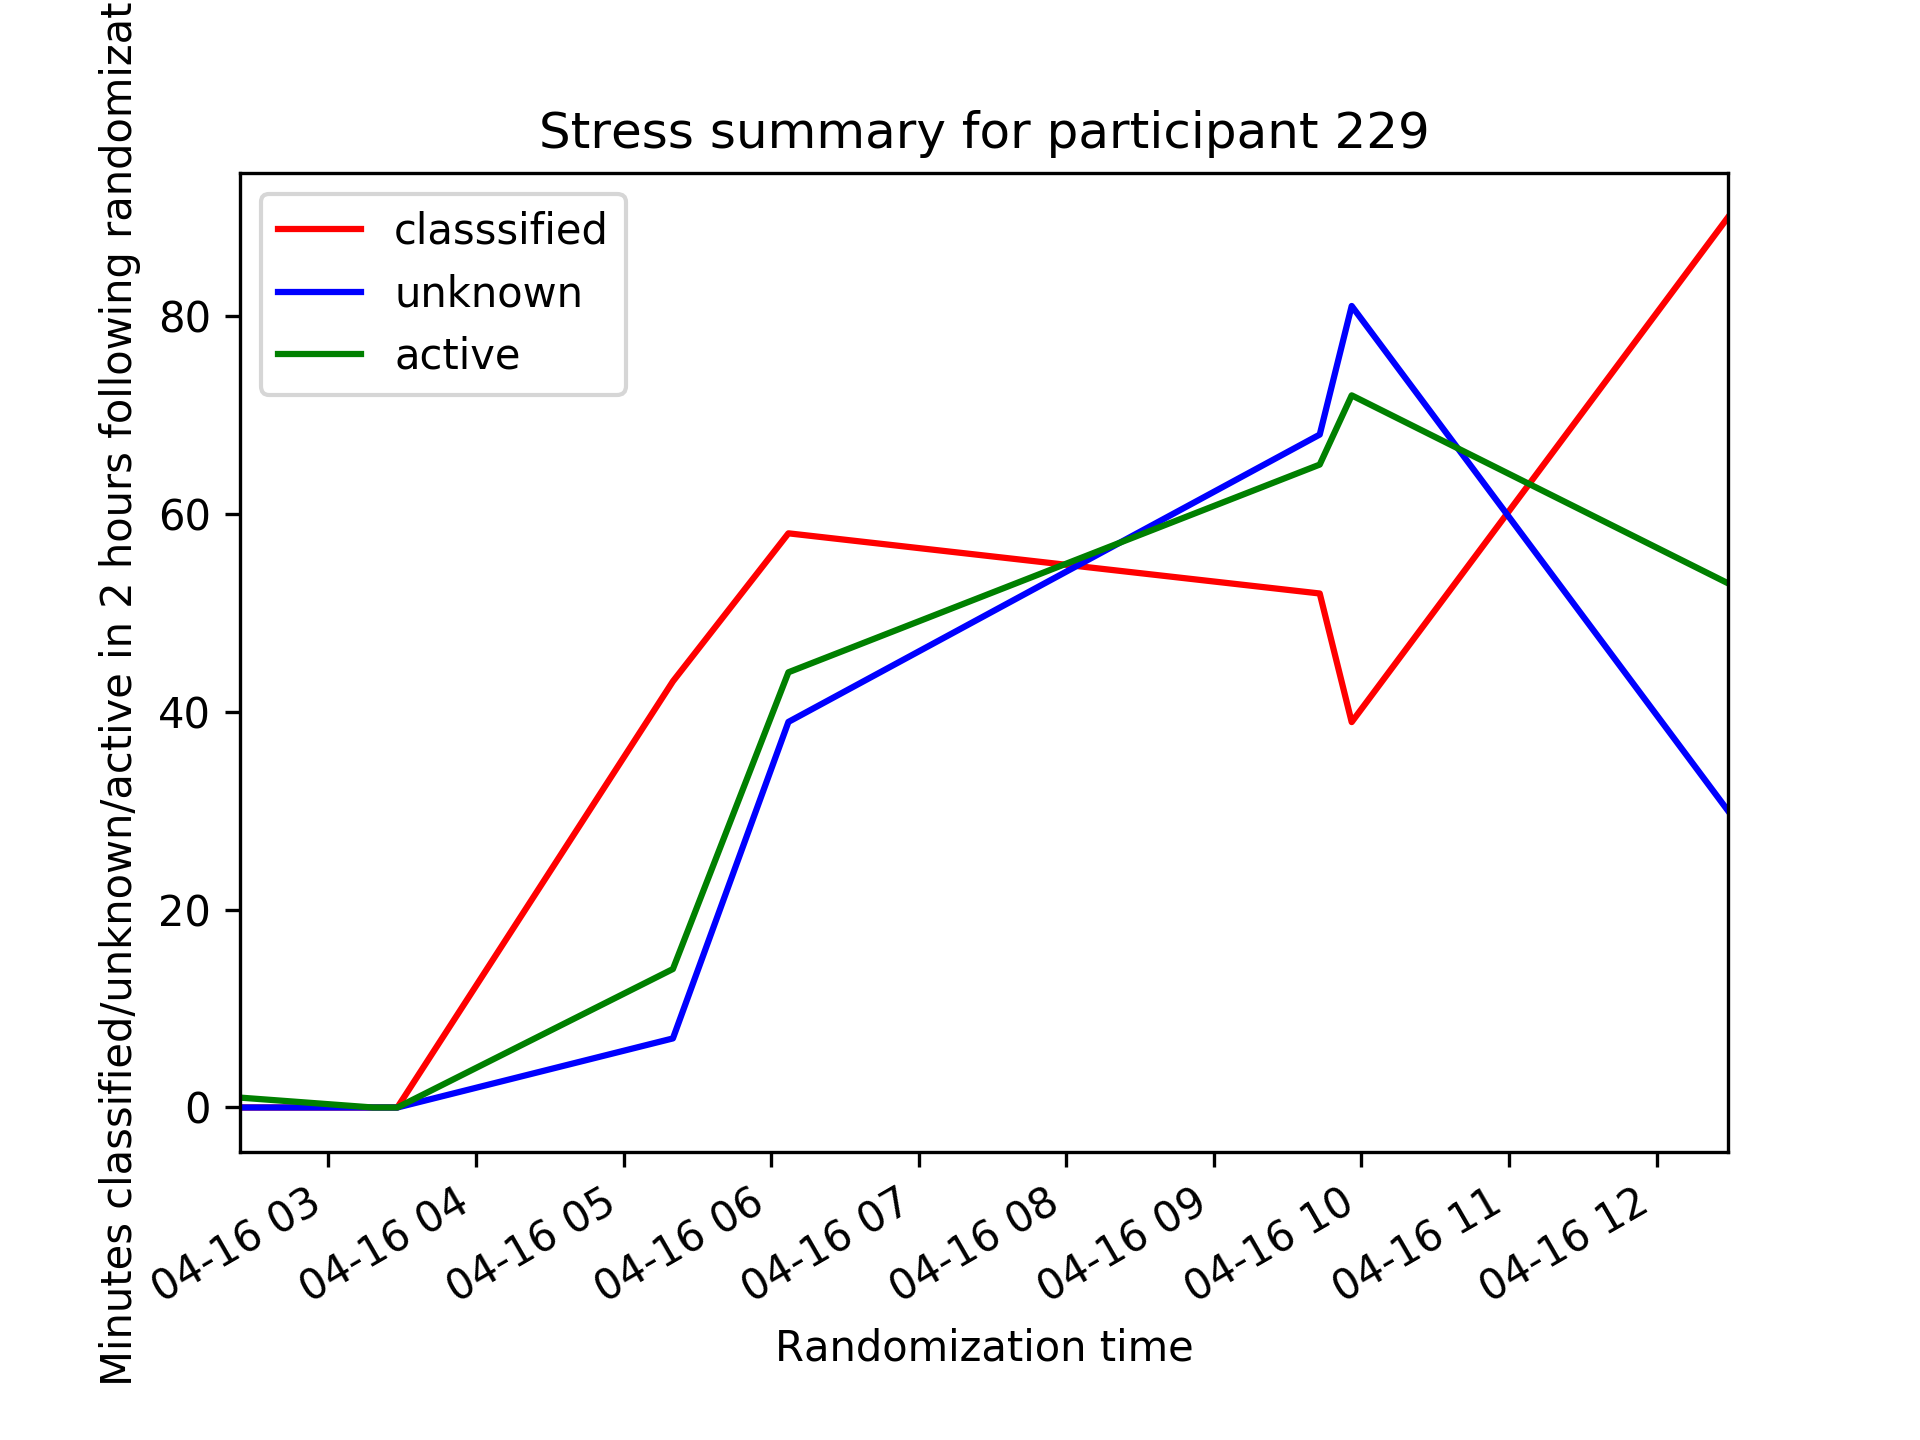 Stress summary for participant 229
Minutes classified/unknown/active in 2 hours following randomizat
classsified
unknown
active
80
60
40
20
0
04-16 03
04-16 04
04-16 05
04-16 06
04-16 07
04-16 08
04-16 09
04-16 10
04-16 11
04-16 12
Randomization time